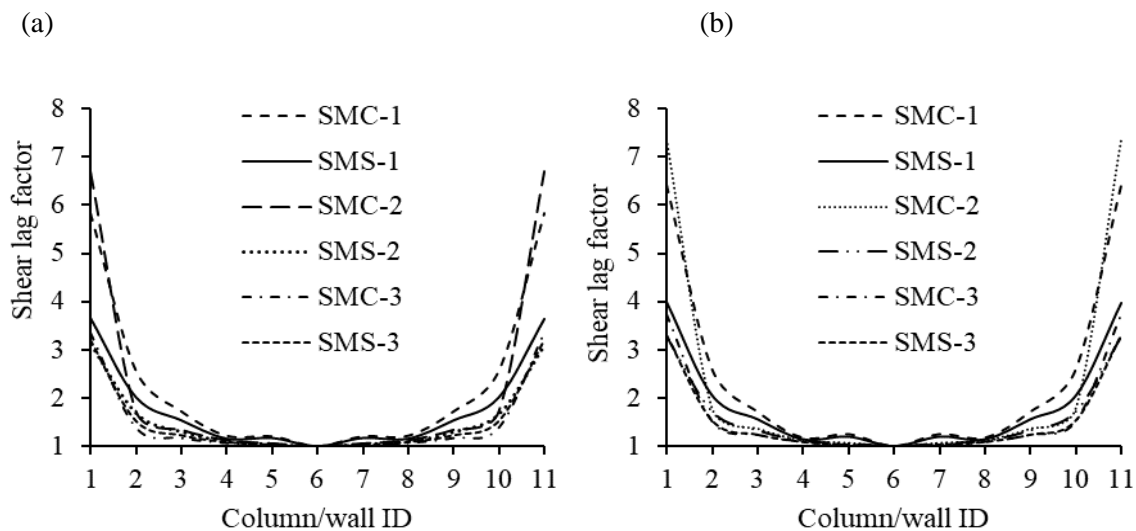 (a)
8
7
6
5
4
3
2
1
Shear lag factor
SMC-1
SMS-1
SMC-2
SMS-2
SMC-3
SMS-3
1 2 3 4 5 6 7 8 9 10 11
Column/wall ID
(b)
8
7
6
5
4
3
2
1
Shear lag factor
SMC-1
SMS-1
SMC-2
SMS-2
SMC-3
SMS-3
1 2 3 4 5 6 7 8 9 10 11
Column/wall ID